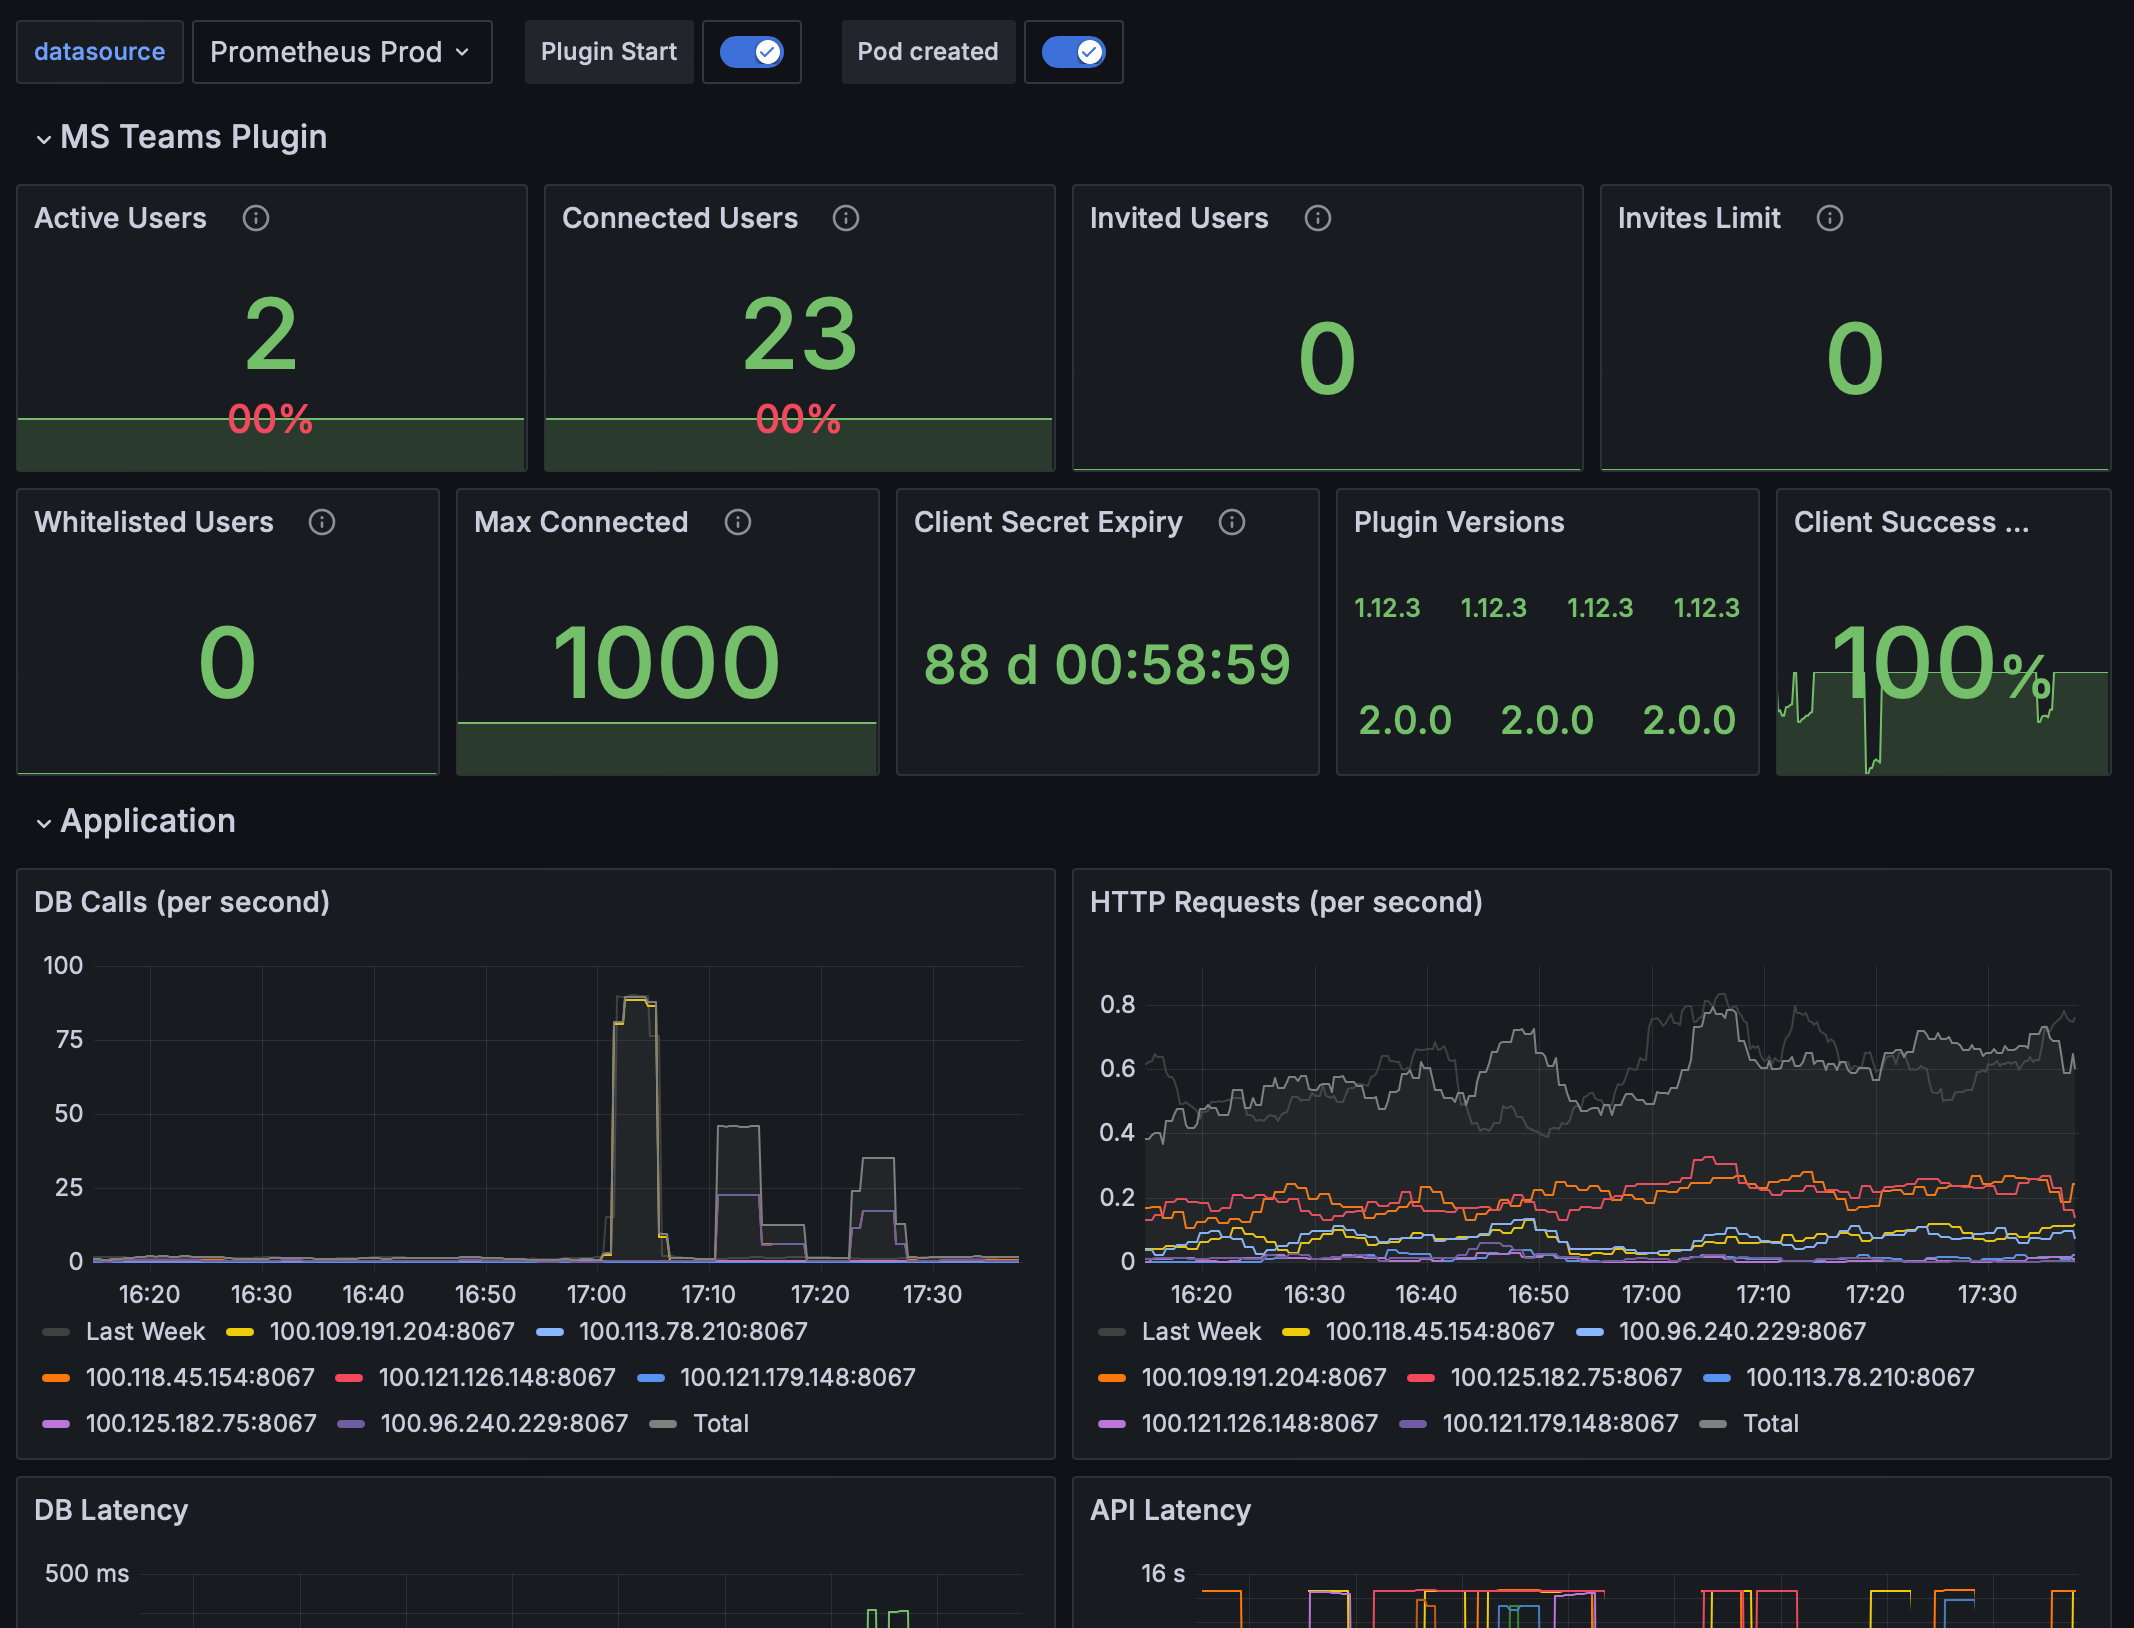 datasource Prometheus Prod Plugin Start Pod created
MS Teams Plugin
Active Users Connected Users Invited Users Invites Limit
2 23 0 0
00% 00%
Whitelisted Users Max Connected Client Secret Expiry Plugin Versions Client Success ...
1.12.3 1.12.3 1.12.3 1.12.3
0 1000 88 d 00:58:59 100%
2.0.0 2.0.0 2.0.0
Application
DB Calls (per second)
100
75
50
25
0
16:20 16:30 16:40 16:50 17:00 17:10 17:20 17:30
Last Week 100.109.191.204:8067 100.113.78.210:8067
100.118.45.154:8067 100.121.126.148:8067 100.121.179.148:8067
100.125.182.75:8067 100.96.240.229:8067 Total
HTTP Requests (per second)
0.8
0.6
0.4
0.2
0
16:20 16:30 16:40 16:50 17:00 17:10 17:20 17:30
Last Week 100.118.45.154:8067 100.96.240.229:8067
100.109.191.204:8067 100.125.182.75:8067 100.113.78.210:8067
100.121.126.148:8067 100.121.179.148:8067 Total
DB Latency
500 ms
API Latency
16 s